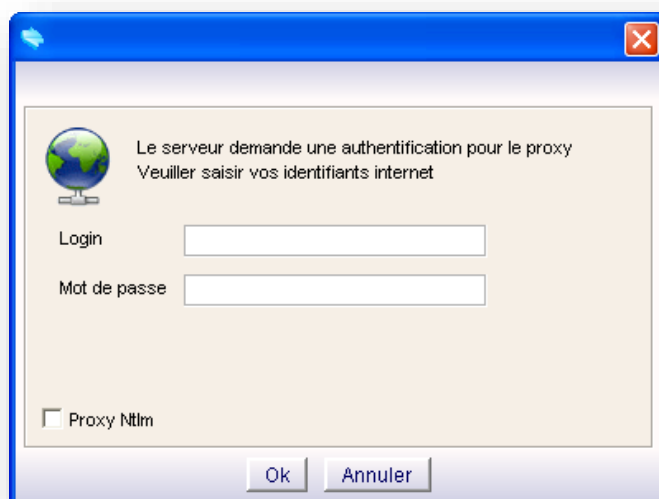 Le serveur demande une authentification pour le proxy
Veuiller saisir vos identifiants internet
Login
Mot de passe
Proxy Ntlm
Ok Annuler